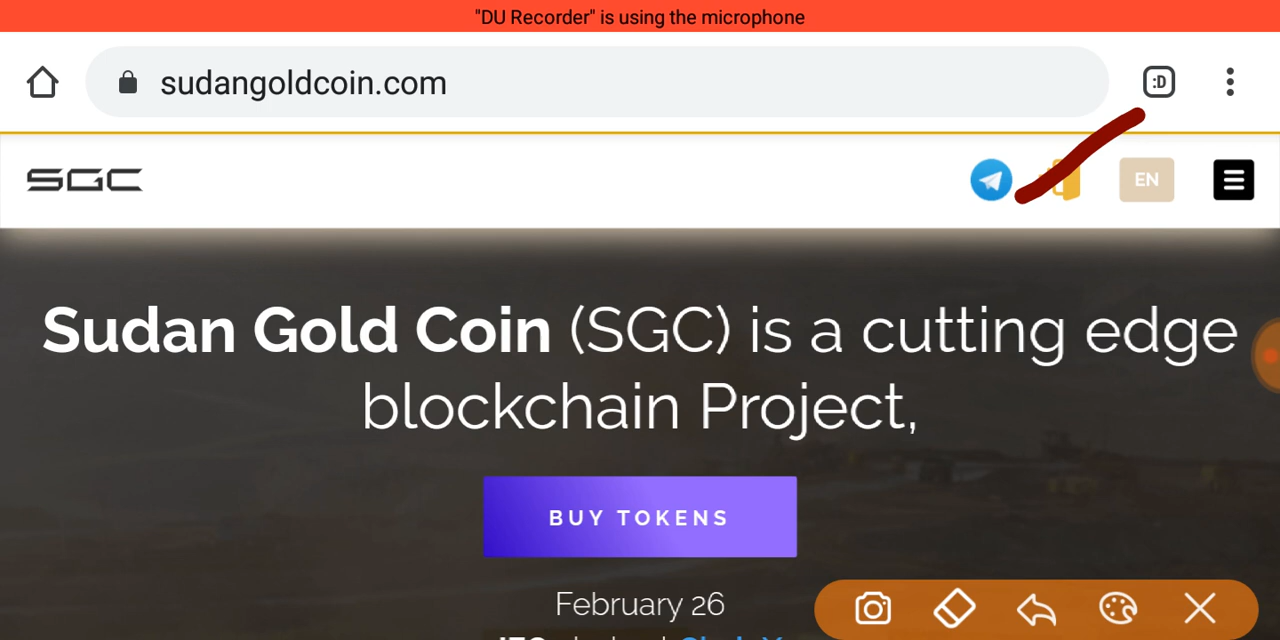 "DU Recorder" is using the microphone
sudangoldcoin.com
:D
SGC
EN
Sudan Gold Coin (SGC) is a cutting edge
blockchain Project,
BUY TOKENS
February 26